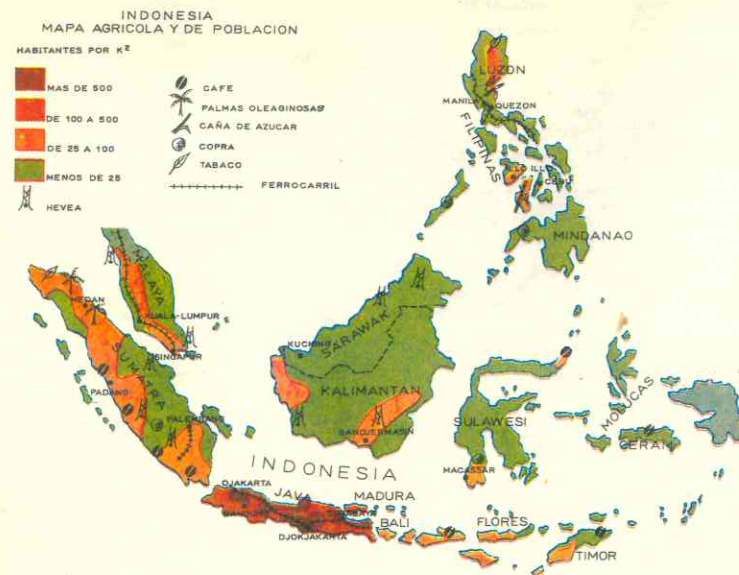 INDONESIA
MAPA AGRICOLA Y DE POBLACION
HABITANTES POR K²
MAS DE 500
DE 100 A 500
DE 25 A 100
MENOS DE 25
HEVEA
CAFE
PALMAS OLEAGINOSAS
CAÑA DE AZUCAR
COPRA
TABACO
FERROCARRIL
LUZON
MANILA
QUEZON
FILIPINAS
CEBU
MINDANAO
MALAYA
MEDAN
KUALA-LUMPUR
SINGAPUR
SUMATRA
PADANG
PALEMBANG
KUCHING
SARAWAK
KALIMANTAN
BANDJERMASIN
SULAWESI
MACASSAR
MOLUCAS
CERAN
INDONESIA
DJAKARTA
JAVA
MADURA
DJOKJAKARTA
BALI
FLORES
TIMOR